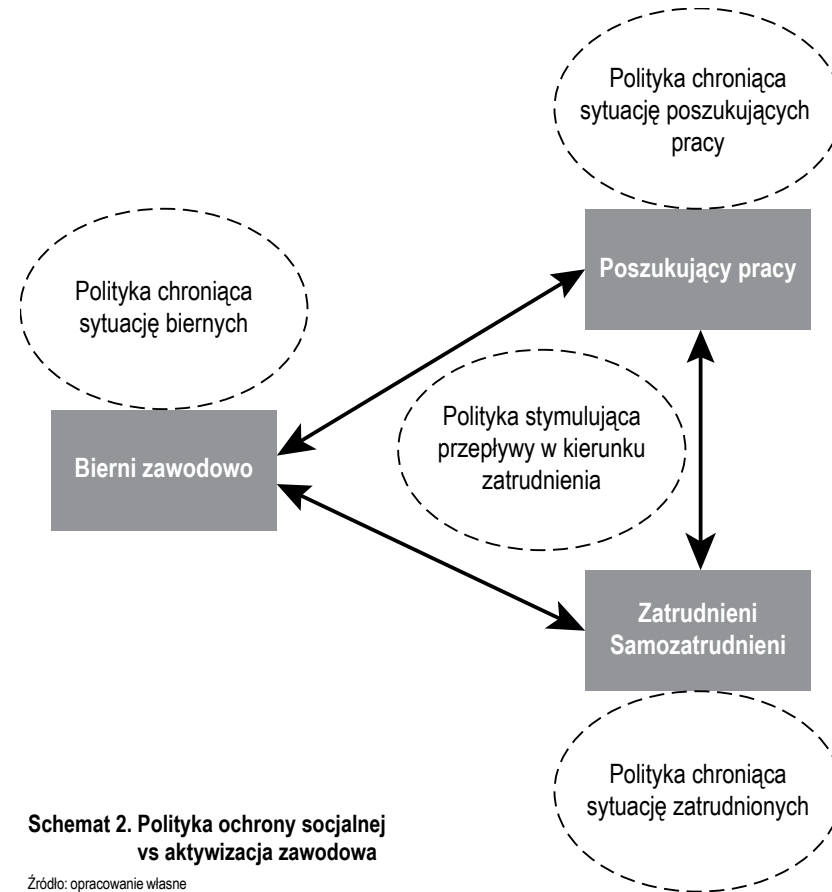 Polityka chroniąca
sytuację poszukujących
pracy
Poszukujący pracy
Polityka chroniąca
sytuację biernych
Bierni zawodowo
Polityka stymulująca
przepływy w kierunku
zatrudnienia
Zatrudnieni
Samozatrudnieni
Polityka chroniąca
sytuację zatrudnionych
Schemat 2. Polityka ochrony socjalnej
vs aktywizacja zawodowa
Źródło: opracowanie własne